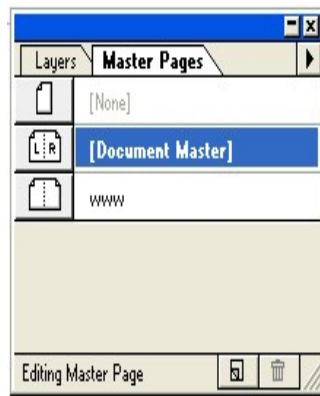 Layers Master Pages
[None]
L R [Document Master]
www
Editing Master Page